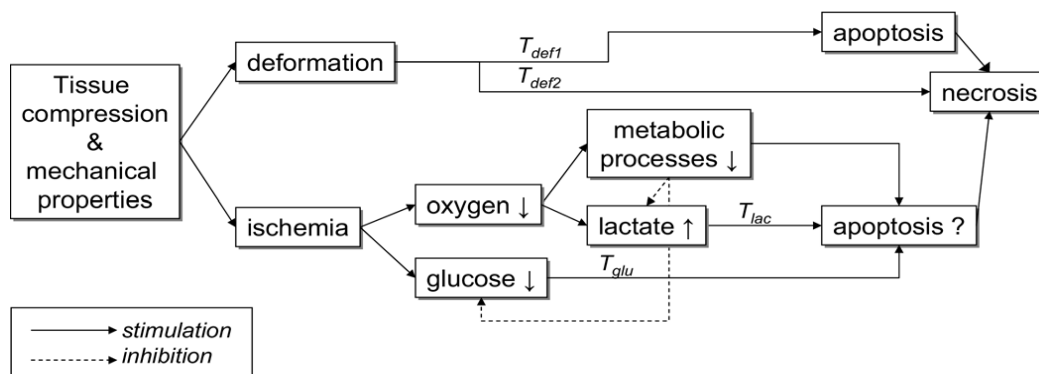 Tissue
compression
&
mechanical
properties
deformation
T_def1
T_def2
apoptosis
necrosis
ischemia
oxygen ↓
glucose ↓
metabolic
processes ↓
lactate ↑
T_lac
T_glu
apoptosis ?
stimulation
inhibition